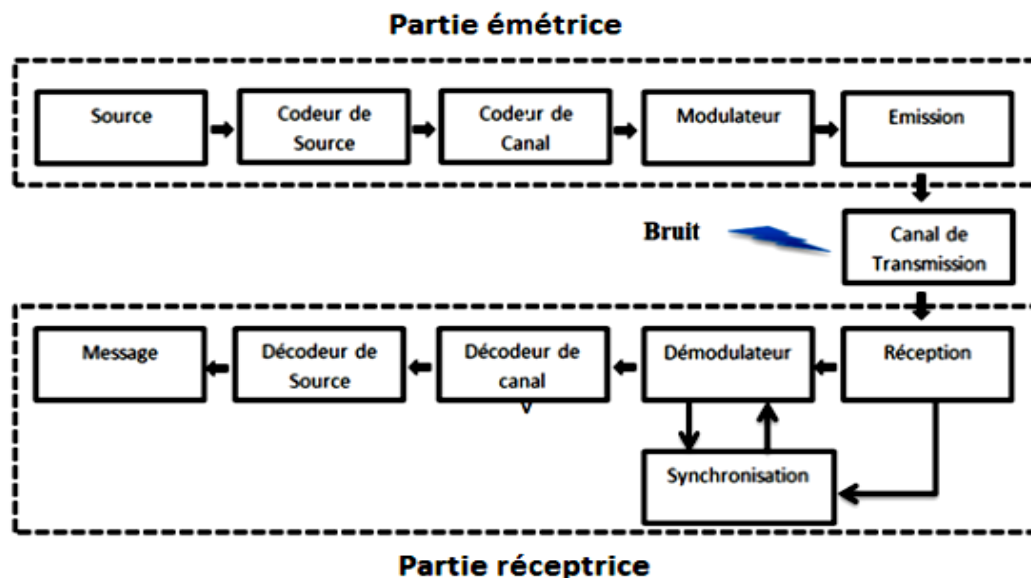 Partie émétrice
Source
Codeur de
Source
Codeur de
Canal
Modulateur
Emission
Bruit
Canal de
Transmission
Message
Décodeur de
Source
Décodeur de
canal
v
Démodulateur
Réception
Synchronisation
Partie réceptrice